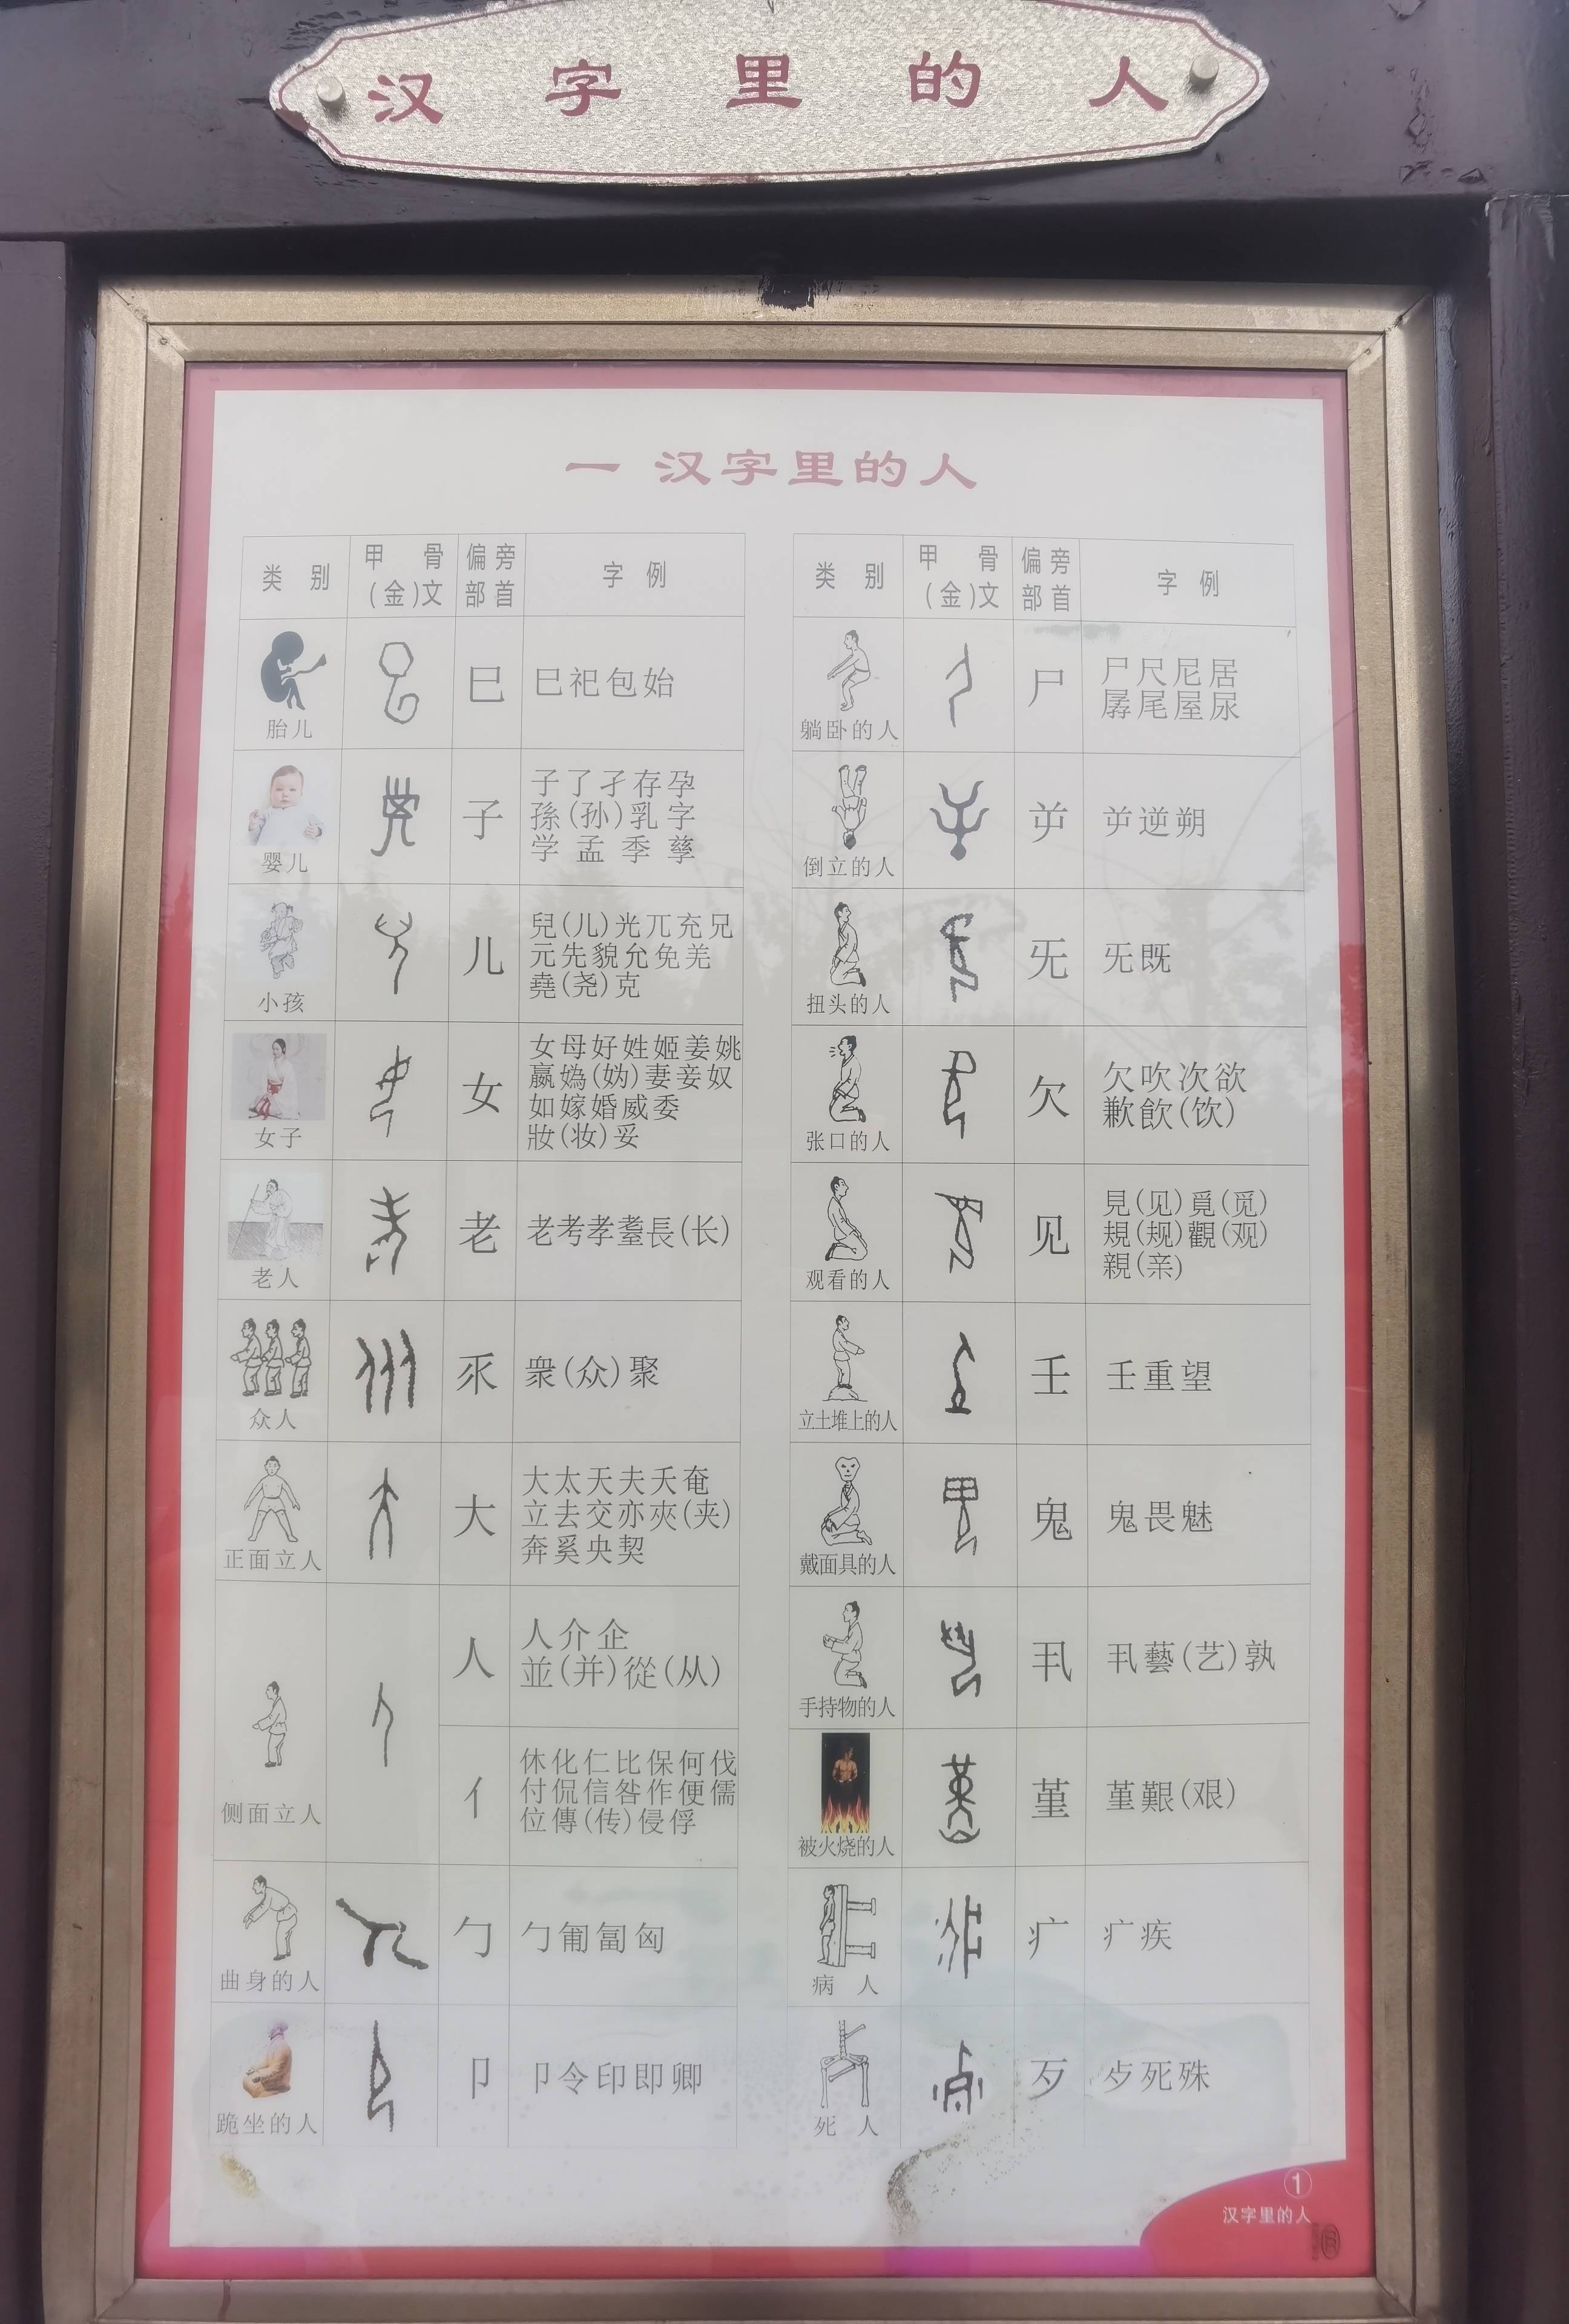 汉字里的人
一 汉字里的人
类别 甲骨(金)文 偏旁部首 字例
胎儿 巳 巳祀包始
婴儿 子 子了孑存孕
孫(孙)乳字
学孟季孳
小孩 儿 兒(儿)光兀充兄
元先貌允免羌
堯(尧)克
女子 女 女母好姓姬姜姚
嬴媯(妫)妻妾奴
如嫁婚威委
妝(妆)妥
老人 老 老考孝耋長(长)
众人 乑 衆(众)聚
正面立人 大 大太天夫夭奄
立去交亦夾(夹)
奔奚央契
侧面立人 人 人介企
並(并)從(从)
亻 休化仁比保何伐
付侃信咎作便儒
位傳(传)侵俘
曲身的人 勹 勹匍匐匈
跪坐的人 卩 卩令印即卿
类别 甲骨(金)文 偏旁部首 字例
躺卧的人 尸 尸尺尼居
孱尾屋尿
倒立的人 屰 屰逆朔
扭头的人 旡 旡既
张口的人 欠 欠吹次欲
歉飲(饮)
观看的人 见 見(见)覓(觅)
規(规)觀(观)
親(亲)
立土堆上的人 壬 壬重望
戴面具的人 鬼 鬼畏魅
手持物的人 丮 丮藝(艺)孰
被火烧的人 堇 堇艱(艰)
病人 疒 疒疾
死人 歹 歺死殊
①
汉字里的人